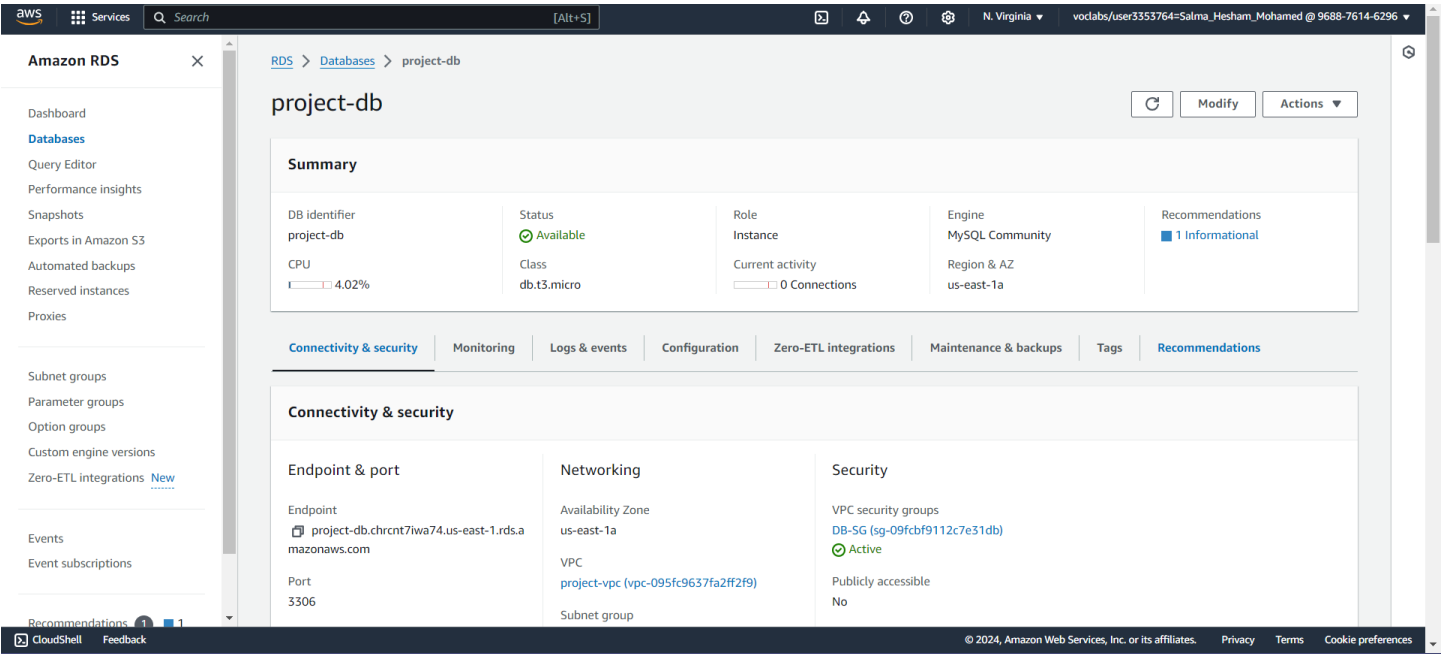 aws
Services
Search
[Alt+S]
N. Virginia
voclabs/user3353764=Salma_Hesham_Mohamed @ 9688-7614-6296
Amazon RDS
Dashboard
Databases
Query Editor
Performance insights
Snapshots
Exports in Amazon S3
Automated backups
Reserved instances
Proxies
Subnet groups
Parameter groups
Option groups
Custom engine versions
Zero-ETL integrations New
Events
Event subscriptions
Recommendations 1 1
RDS > Databases > project-db
project-db
Modify
Actions
Summary
DB identifier
project-db
Status
Available
Role
Instance
Engine
MySQL Community
Recommendations
1 Informational
CPU
4.02%
Class
db.t3.micro
Current activity
0 Connections
Region & AZ
us-east-1a
Connectivity & security
Monitoring
Logs & events
Configuration
Zero-ETL integrations
Maintenance & backups
Tags
Recommendations
Connectivity & security
Endpoint & port
Endpoint
project-db.chrcnt7iwa74.us-east-1.rds.a
mazonaws.com
Port
3306
Networking
Availability Zone
us-east-1a
VPC
project-vpc (vpc-095fc9637fa2ff2f9)
Subnet group
Security
VPC security groups
DB-SG (sg-09fcbf9112c7e31db)
Active
Publicly accessible
No
CloudShell
Feedback
© 2024, Amazon Web Services, Inc. or its affiliates.
Privacy
Terms
Cookie preferences